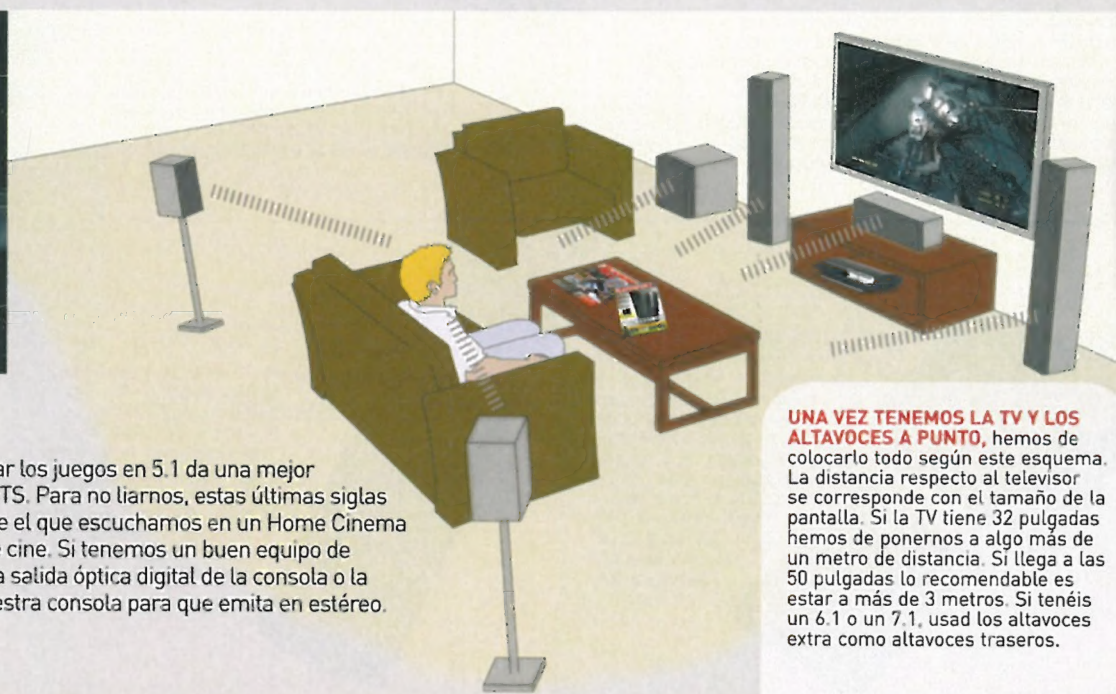 ar los juegos en 5.1 da una mejor
TS. Para no liarnos, estas últimas siglas
e el que escuchamos en un Home Cinema
e cine. Si tenemos un buen equipo de
a salida óptica digital de la consola o la
estra consola para que emita en estéreo.
UNA VEZ TENEMOS LA TV Y LOS
ALTAVOCES A PUNTO, hemos de
colocarlo todo según este esquema.
La distancia respecto al televisor
se corresponde con el tamaño de la
pantalla. Si la TV tiene 32 pulgadas
hemos de ponernos a algo más de
un metro de distancia. Si llega a las
50 pulgadas lo recomendable es
estar a más de 3 metros. Si tenéis
un 6.1 o un 7.1, usad los altavoces
extra como altavoces traseros.